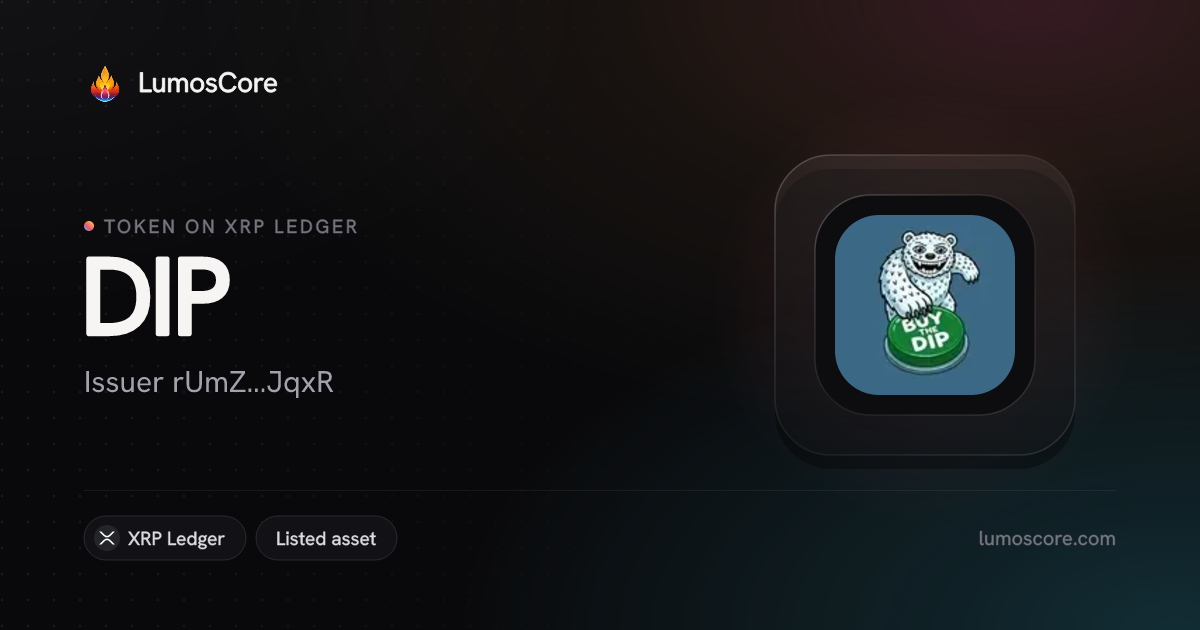 LumosCore
TOKEN ON XRP LEDGER
DIP
Issuer rUmZ...JqxR
BUY
THE
DIP
XRP Ledger
Listed asset
lumoscore.com